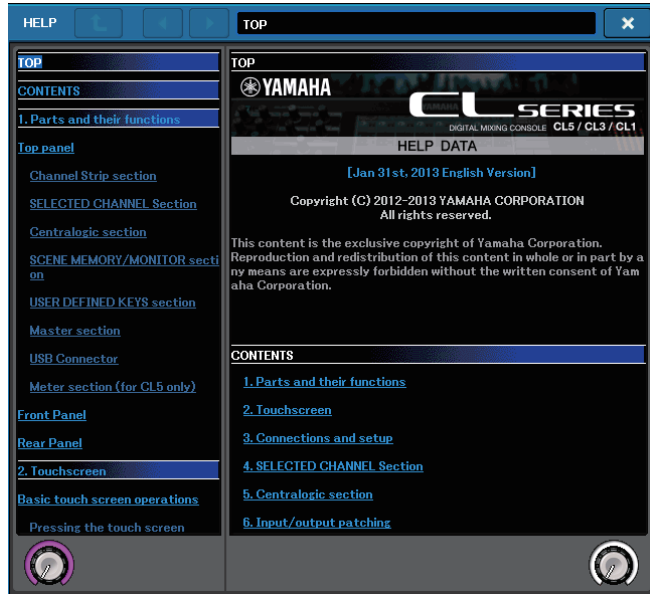 HELP
TOP
TOP
CONTENTS
1. Parts and their functions
Top panel
Channel Strip section
SELECTED CHANNEL Section
Centralogic section
SCENE MEMORY/MONITOR secti
on
USER DEFINED KEYS section
Master section
USB Connector
Meter section (for CL5 only)
Front Panel
Rear Panel
2. Touchscreen
Basic touch screen operations
Pressing the touch screen
TOP
YAMAHA
CL SERIES
DIGITAL MIXING CONSOLE CL5 / CL3 / CL1
HELP DATA
[Jan 31st, 2013 English Version]
Copyright (C) 2012-2013 YAMAHA CORPORATION
All rights reserved.
This content is the exclusive copyright of Yamaha Corporation.
Reproduction and redistribution of this content in whole or in part by a
ny means are expressly forbidden without the written consent of Yam
aha Corporation.
CONTENTS
1. Parts and their functions
2. Touchscreen
3. Connections and setup
4. SELECTED CHANNEL Section
5. Centralogic section
6. Input/output patching